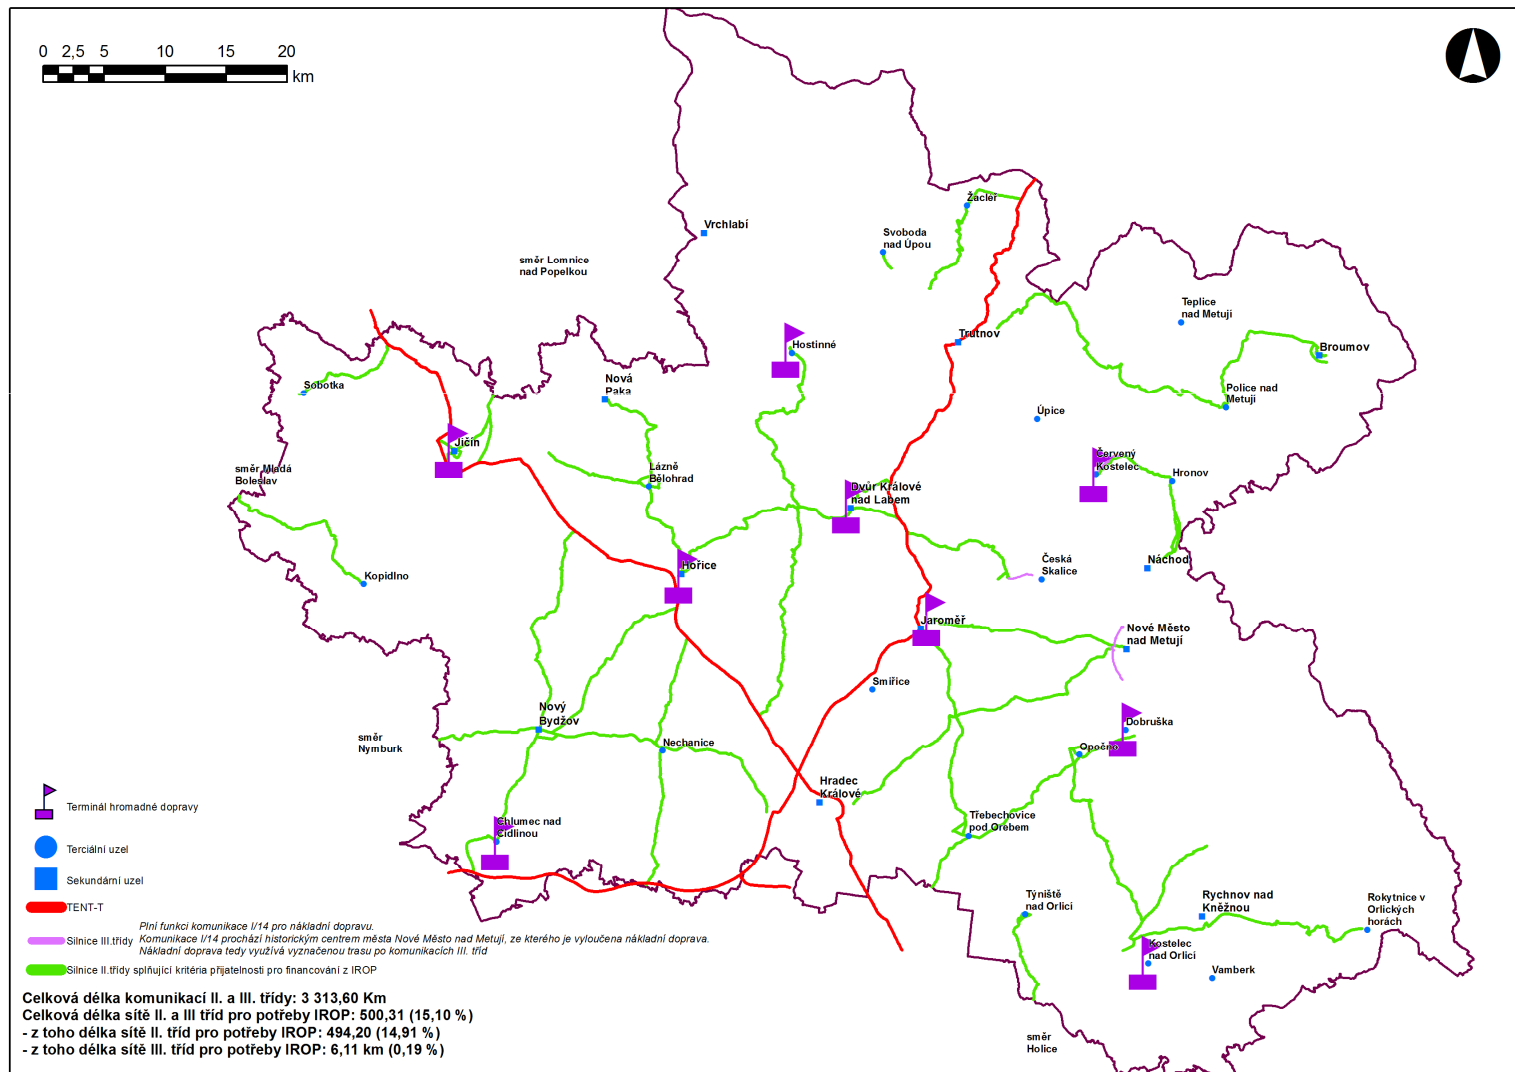 0 2,5 5 10 15 20
km
Žacléř
Vrchlabí
Svoboda
nad Úpou
směr Lomnice
nad Popelkou
Teplice
nad Metují
Trutnov
Hostinné
Broumov
Sobotka
Nová
Paka
Police nad
Metují
Úpice
Jičín
Červený
Kostelec
směr Mladá
Boleslav
Lázně
Bělohrad
Hronov
Dvůr Králové
nad Labem
Hořice
Česká
Skalice
Náchod
Kopidlno
Jaroměř
Nové Město
nad Metují
Smiřice
Nový
Bydžov
Dobruška
směr
Nymburk
Nechanice
Opočno
Hradec
Králové
Chlumec nad
Cidlinou
Třebechovice
pod Orebem
Týniště
nad Orlicí
Rychnov nad
Kněžnou
Rokytnice v
Orlických
horách
Kostelec
nad Orlicí
Vamberk
směr
Holice
Terminál hromadné dopravy
Terciální uzel
Sekundární uzel
TENT-T
Plní funkci komunikace I/14 pro nákladní dopravu.
Silnice III.třídy Komunikace I/14 prochází historickým centrem města Nové Město nad Metují, ze kterého je vyloučena nákladní doprava.
Nákladní doprava tedy využívá vyznačenou trasu po komunikacích III. tříd
Silnice II.třídy splňující kritéria přijatelnosti pro financování z IROP
Celková délka komunikací II. a III. třídy: 3 313,60 Km
Celková délka sítě II. a III tříd pro potřeby IROP: 500,31 (15,10 %)
- z toho délka sítě II. tříd pro potřeby IROP: 494,20 (14,91 %)
- z toho délka sítě III. tříd pro potřeby IROP: 6,11 km (0,19 %)